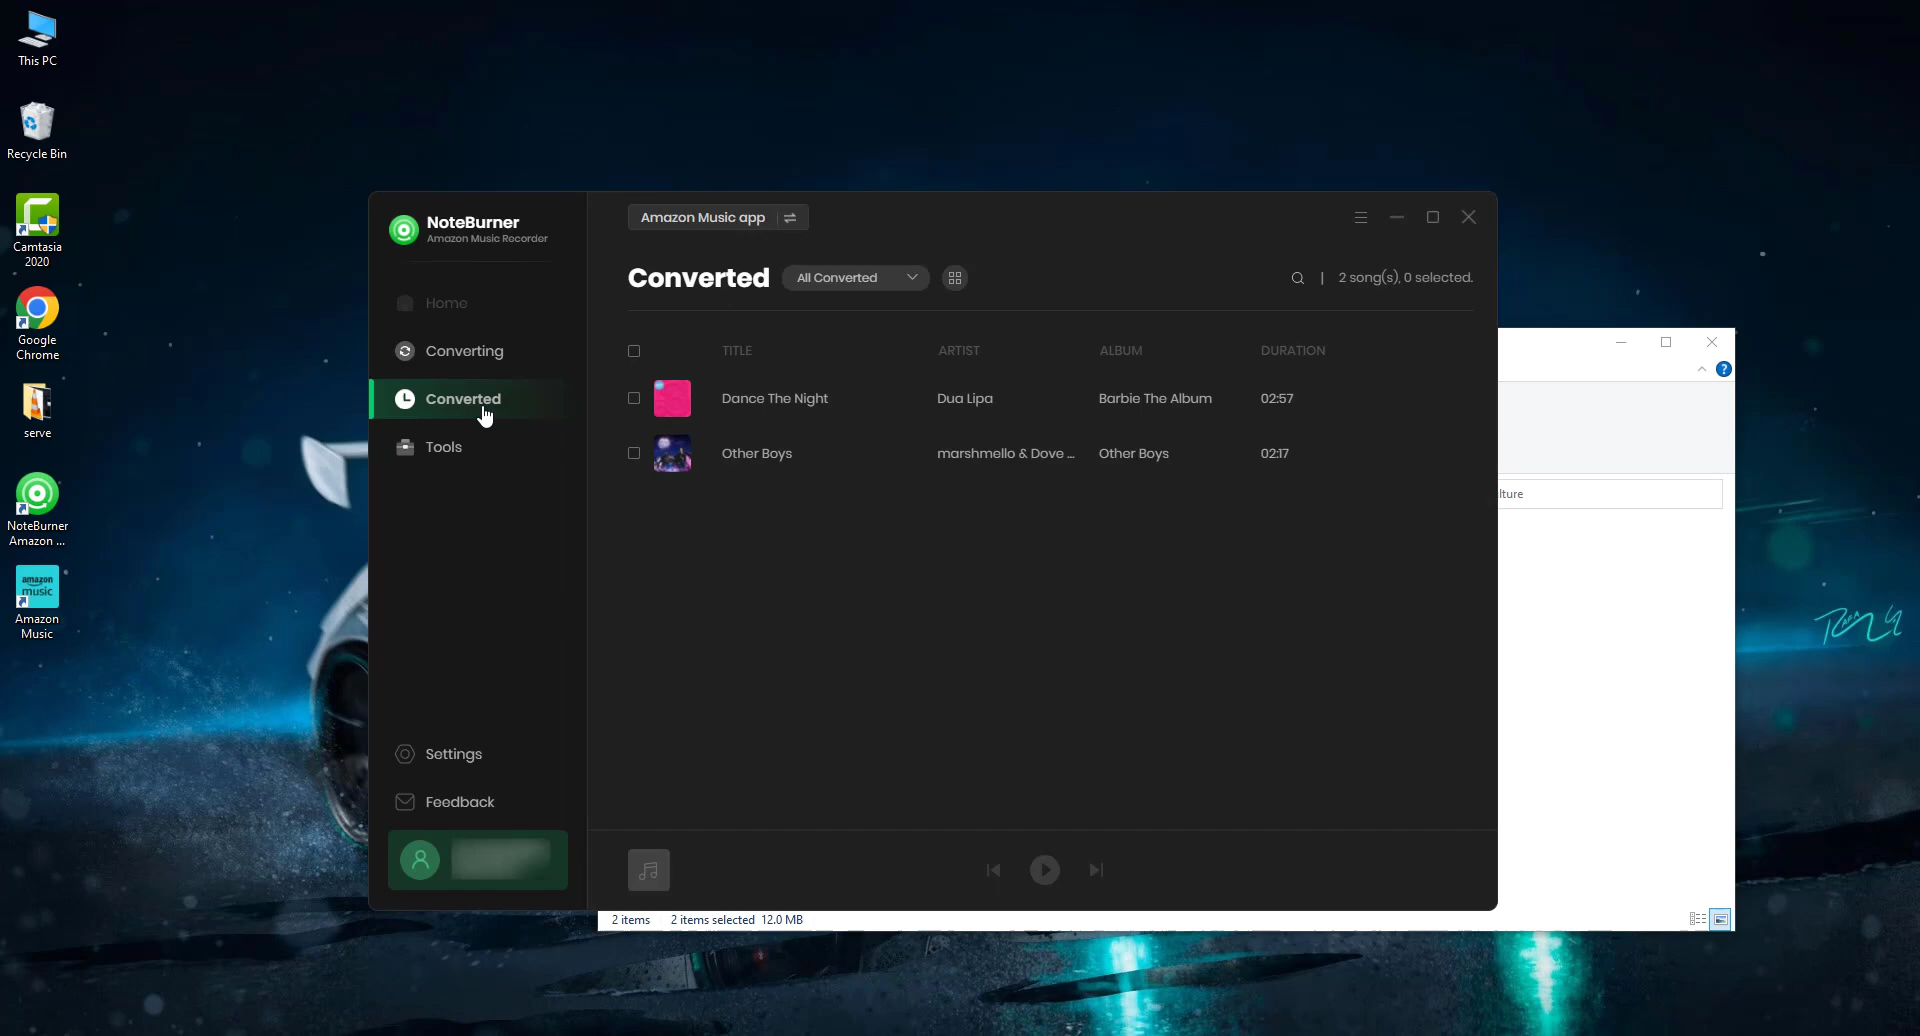 This PC
Recycle Bin
Camtasia
2020
Google
Chrome
serve
NoteBurner
Amazon ...
amazon
music
Amazon
Music
NoteBurner
Amazon Music Recorder
Home
Converting
Converted
Tools
Settings
Feedback
Amazon Music app
Converted
All Converted
| 2 song(s), 0 selected.
TITLE ARTIST ALBUM DURATION
Dance The Night Dua Lipa Barbie The Album 02:57
Other Boys marshmello & Dove ... Other Boys 02:17
?
lture
2 items 2 items selected 12.0 MB